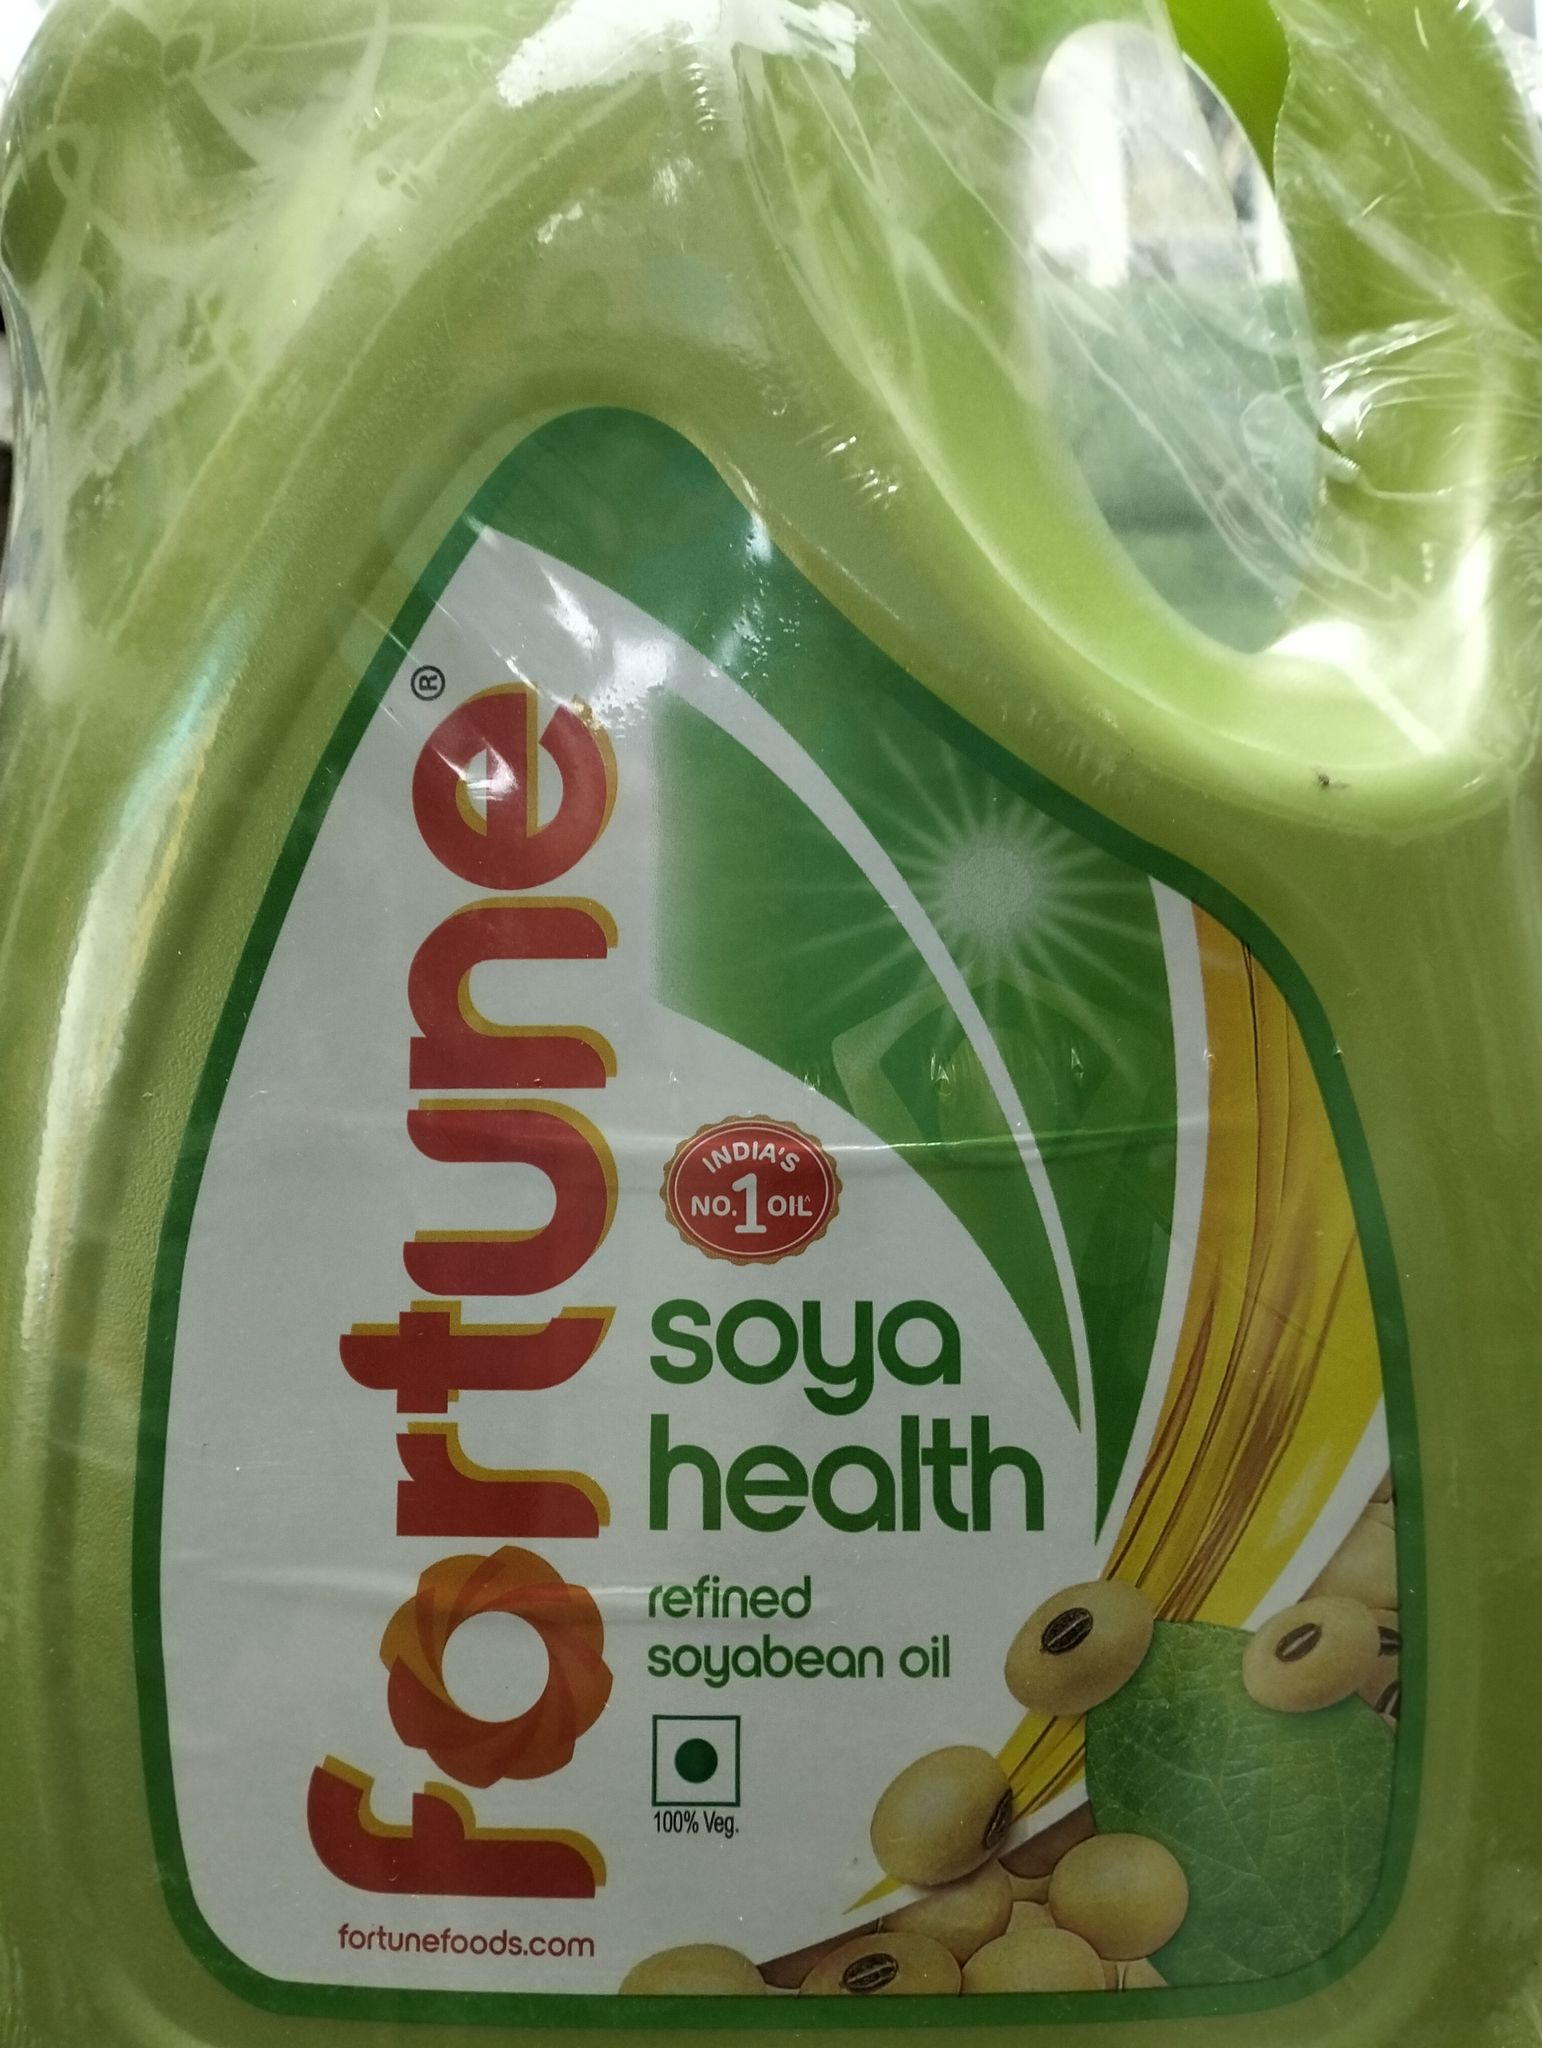 fortune®
INDIA'S
NO. 1 OIL^
soya
health
refined
soyabean oil
100% Veg.
fortunefoods.com